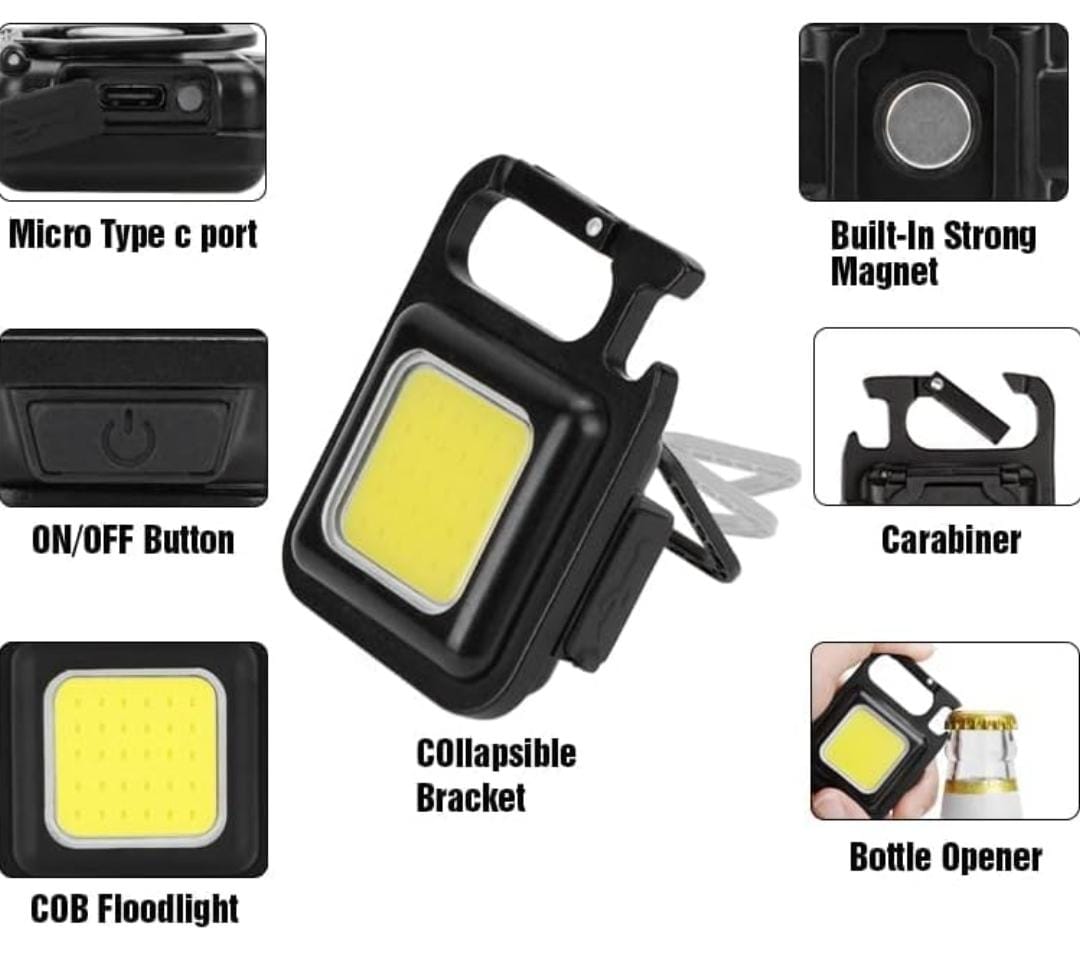 Micro Type c port
Built-In Strong
Magnet
ON/OFF Button
Carabiner
COllapsible
Bracket
Bottle Opener
COB Floodlight